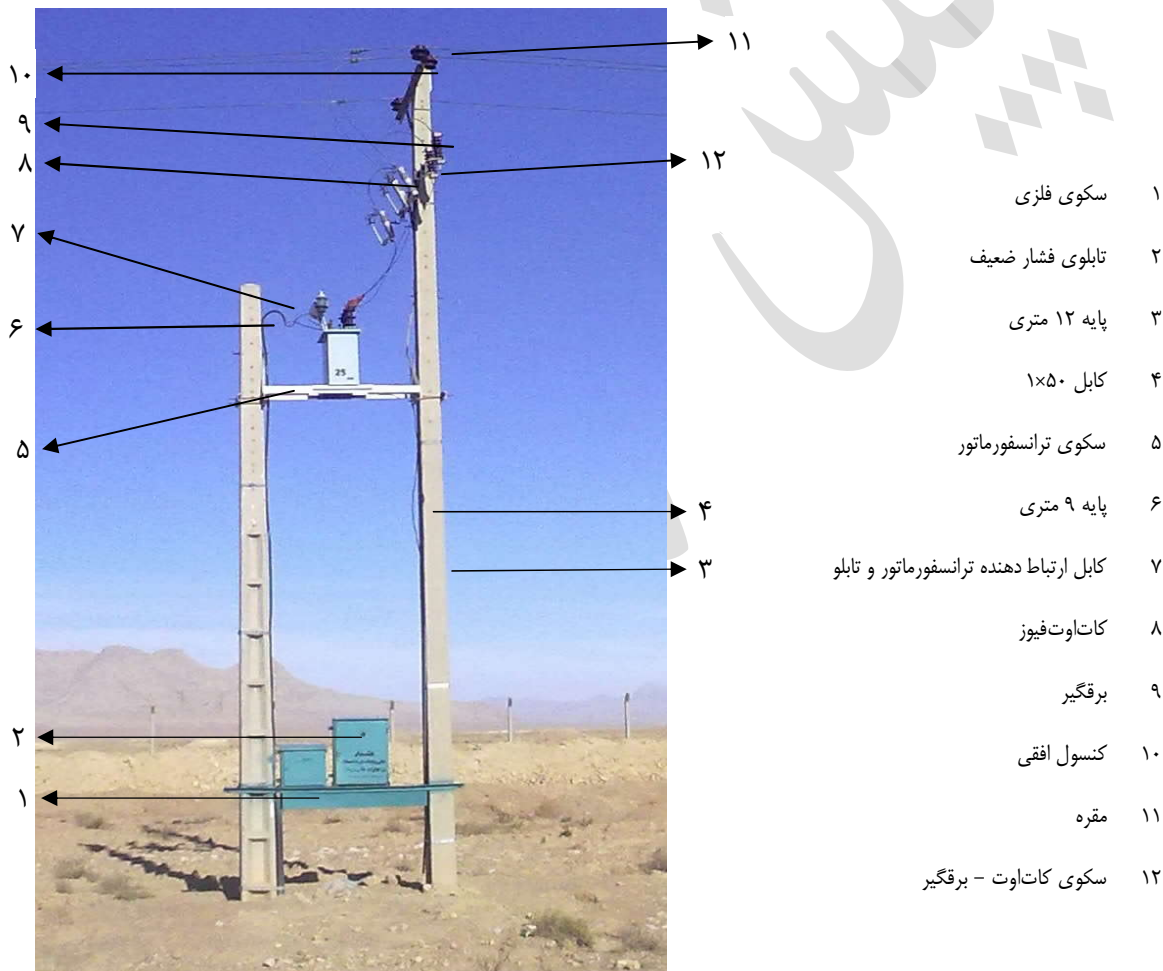 ۱۱
۱۰
۹
۸
۱۲
۷
۶
۵
۴
۳
۲
۱
25
هشدار
۱ سکوی فلزی
۲ تابلوی فشار ضعیف
۳ پایه ۱۲ متری
۴ کابل ۵۰×۱
۵ سکوی ترانسفورماتور
۶ پایه ۹ متری
۷ کابل ارتباط دهنده ترانسفورماتور و تابلو
۸ کات‌اوت‌فیوز
۹ برقگیر
۱۰ کنسول افقی
۱۱ مقره
۱۲ سکوی کات‌اوت – برقگیر